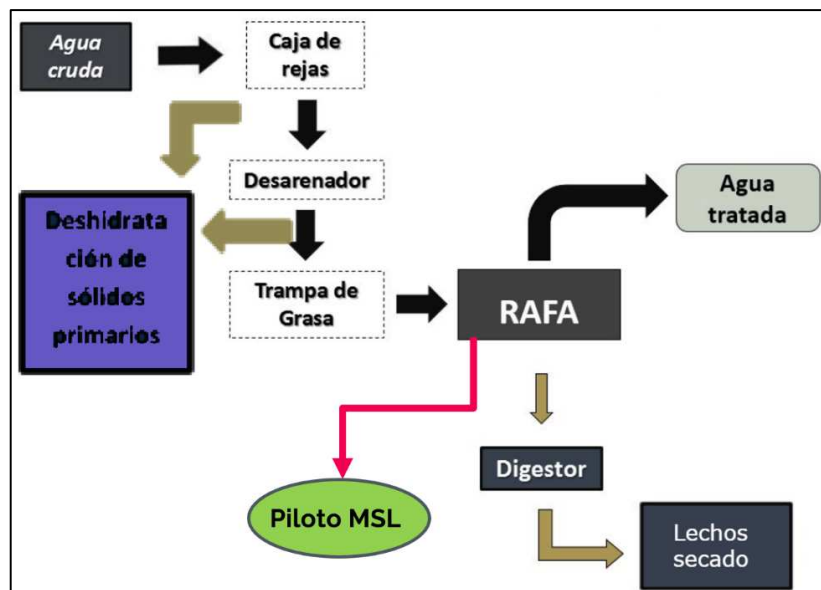 Agua
cruda
Caja de
rejas
Desarenador
Deshidrata
ción de
sólidos
primarios
Trampa de
Grasa
RAFA
Agua
tratada
Piloto MSL
Digestor
Lechos
secado